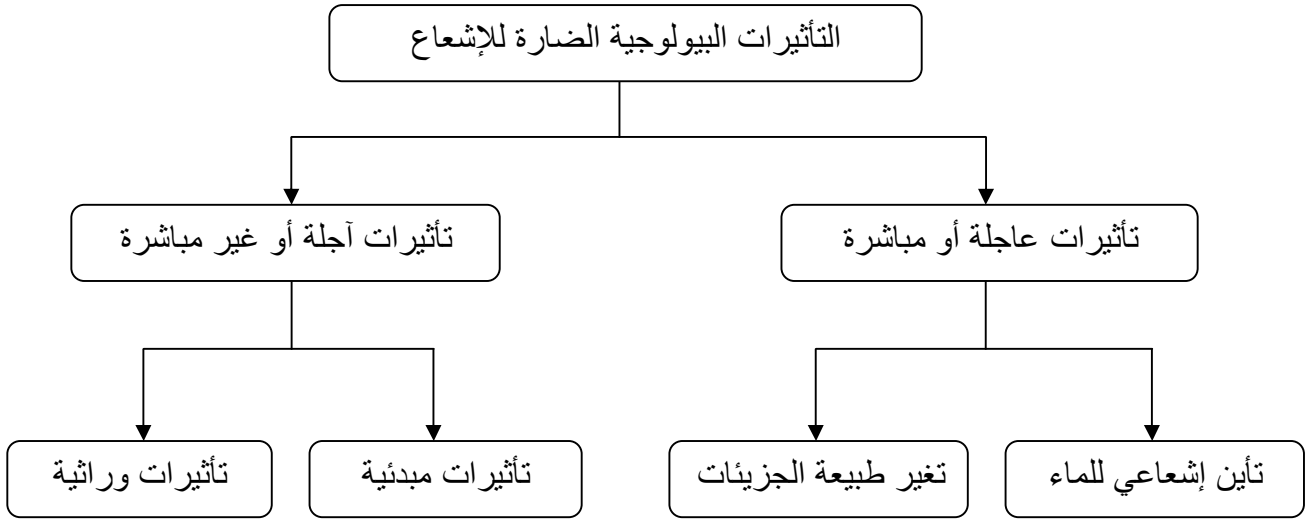 التأثيرات البيولوجية الضارة للإشعاع
تأثيرات عاجلة أو مباشرة
تأثيرات آجلة أو غير مباشرة
تأين إشعاعي للماء
تغير طبيعة الجزيئات
تأثيرات مبدئية
تأثيرات وراثية